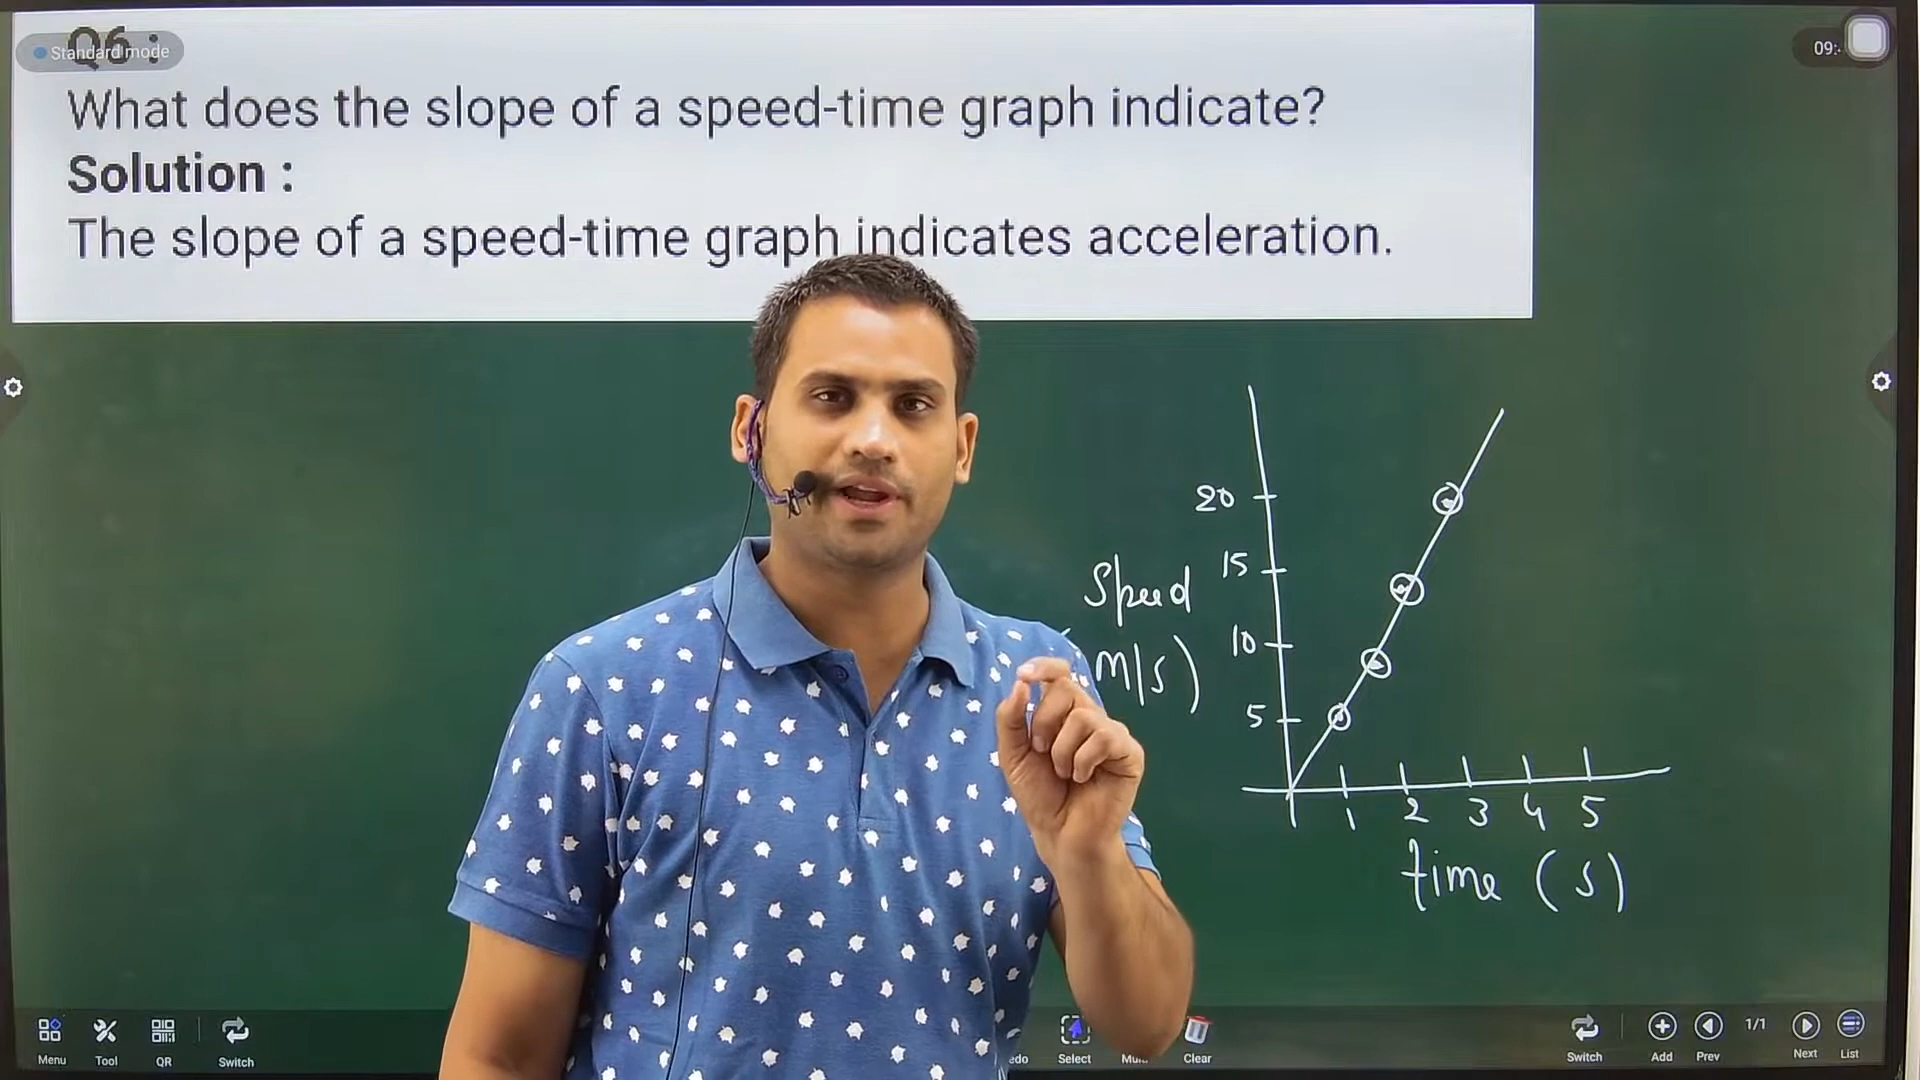 Q6 :
Standard mode
09:
What does the slope of a speed-time graph indicate?
Solution :
The slope of a speed-time graph indicates acceleration.
20
15
Speed
10
M/S)
5
1 2 3 4 5
time (s)
Menu Tool QR Switch edo Select Clear Switch Add Prev 1/1 Next List